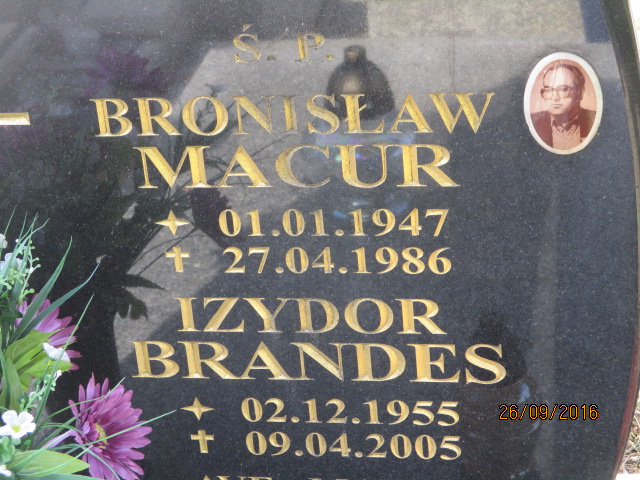 Ś. P.
BRONISŁAW
MACUR
01.01.1947
27.04.1986
IZYDOR
BRANDES
02.12.1955
09.04.2005
26/09/2016